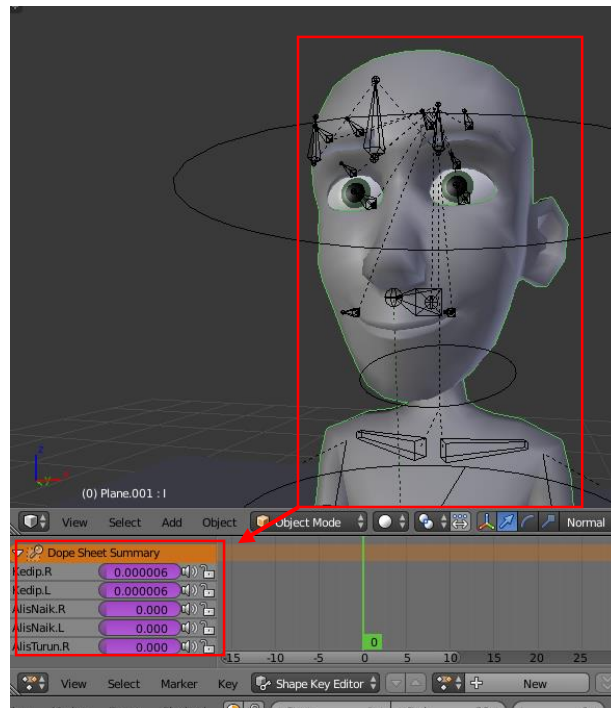 z
y
(0) Plane.001 : I
View Select Add Object Object Mode Normal
Dope Sheet Summary
Kedip.R 0.000006
Kedip.L 0.000006
AlisNaik.R 0.000
AlisNaik.L 0.000
AlisTurun.R 0.000
0
-15 -10 -5 0 5 10 15 20 25
View Select Marker Key Shape Key Editor New